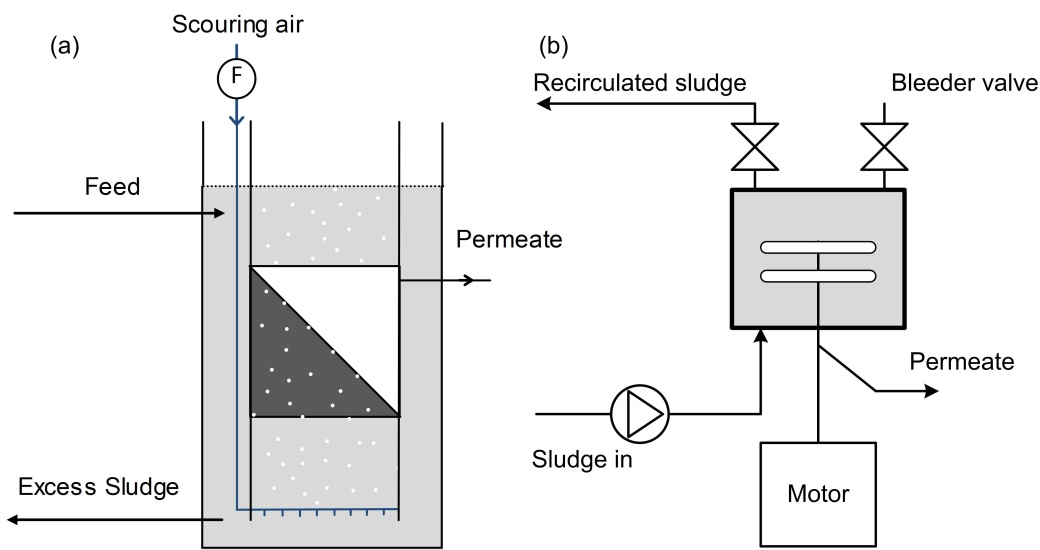 (a)
Scouring air
F
Feed
Permeate
Excess Sludge
(b)
Recirculated sludge
Bleeder valve
Permeate
Sludge in
Motor